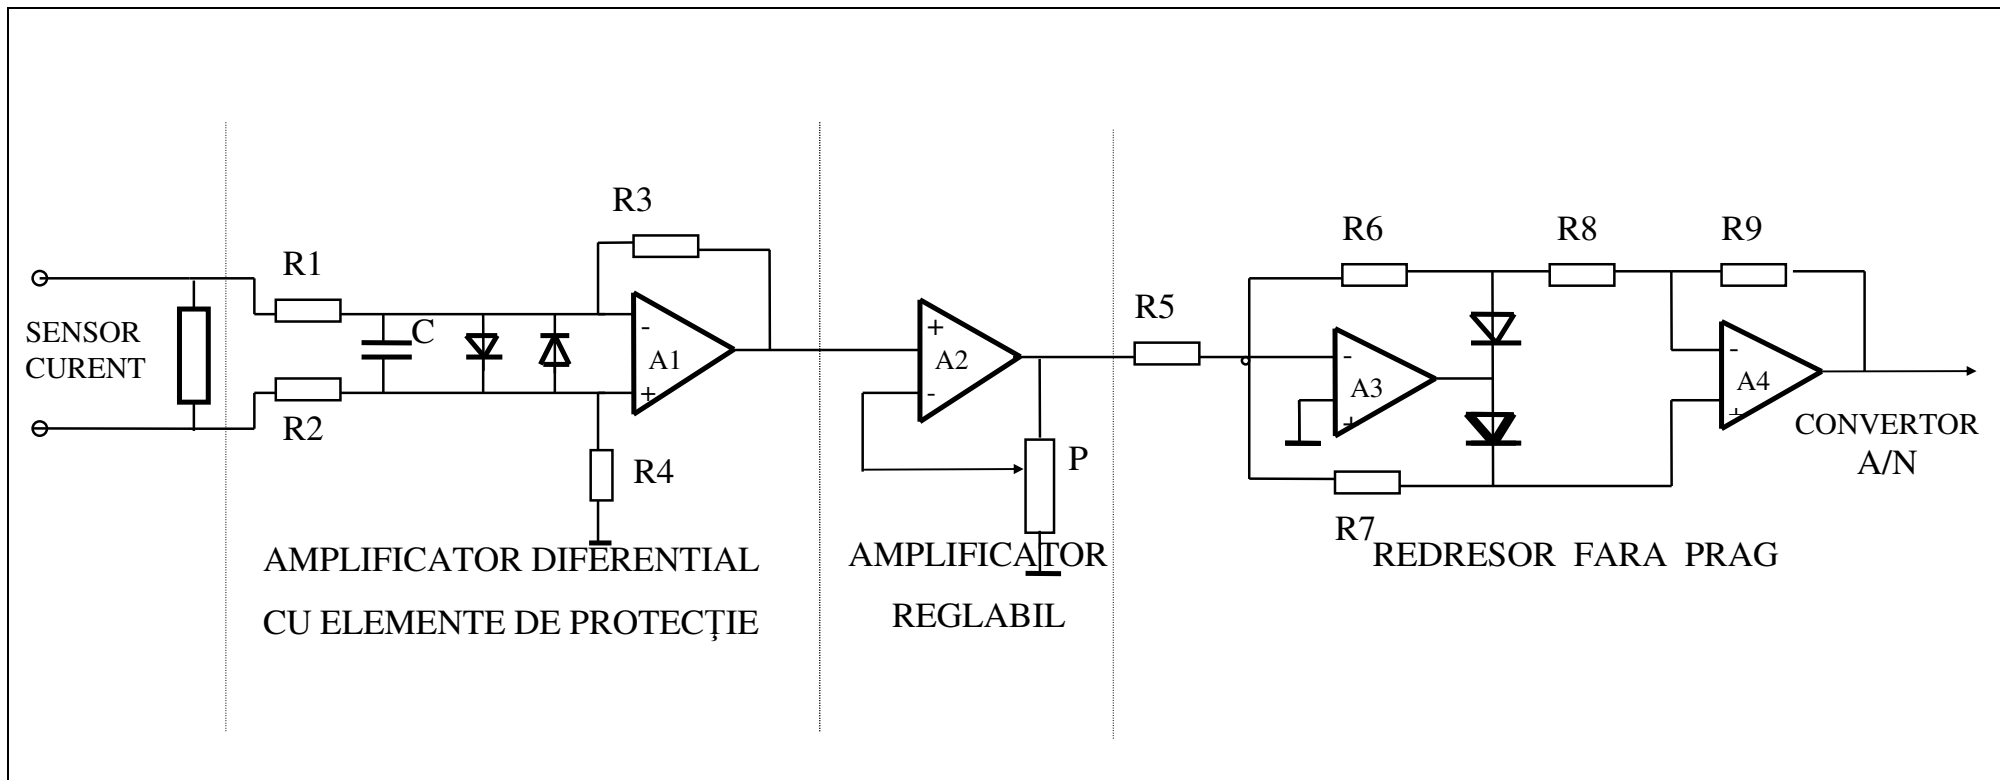 R3
R1
R6
R8
R9
R5
SENSOR
CURENT
C
-
A1
+
+
A2
-
-
A3
+
-
A4
+
R2
R4
P
CONVERTOR
A/N
R7
AMPLIFICATOR DIFERENTIAL
CU ELEMENTE DE PROTECŢIE
AMPLIFICATOR
REGLABIL
REDRESOR FARA PRAG